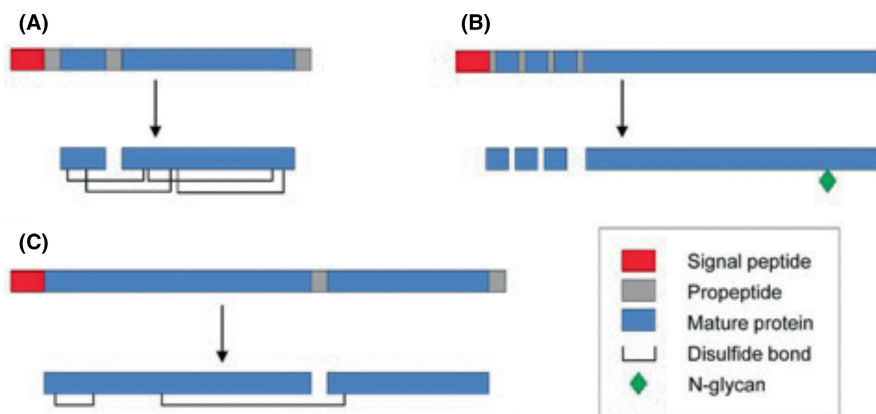 (A)
(B)
(C)
Signal peptide
Propeptide
Mature protein
Disulfide bond
N-glycan